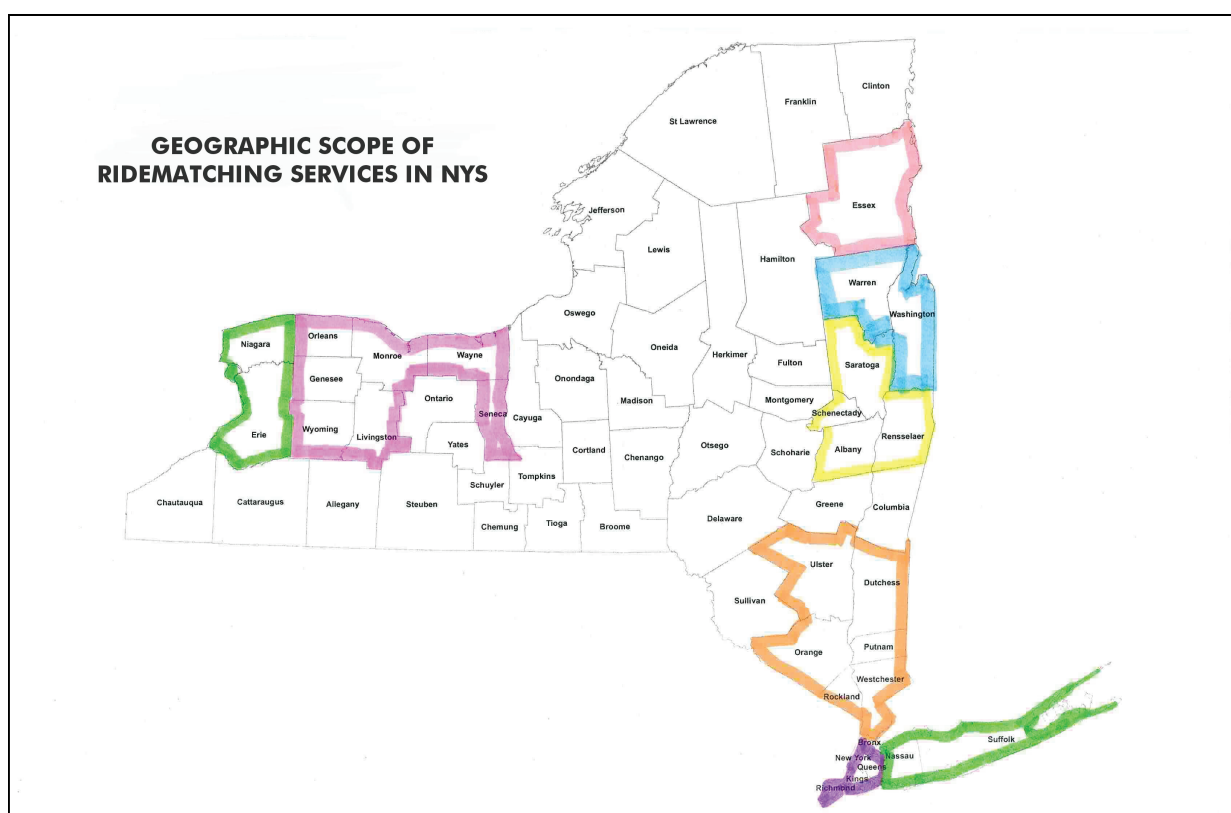 GEOGRAPHIC SCOPE OF
RIDEMATCHING SERVICES IN NYS
Clinton
Franklin
St Lawrence
Essex
Jefferson
Lewis
Hamilton
Warren
Washington
Oswego
Oneida
Herkimer
Fulton
Saratoga
Niagara
Orleans
Monroe
Wayne
Genesee
Onondaga
Madison
Montgomery
Schenectady
Ontario
Seneca
Cayuga
Erie
Wyoming
Livingston
Yates
Cortland
Chenango
Otsego
Schoharie
Albany
Rensselaer
Tompkins
Schuyler
Chautauqua
Cattaraugus
Allegany
Steuben
Chemung
Tioga
Broome
Delaware
Greene
Columbia
Ulster
Dutchess
Sullivan
Orange
Putnam
Westchester
Rockland
Bronx
New York
Queens
Kings
Richmond
Nassau
Suffolk